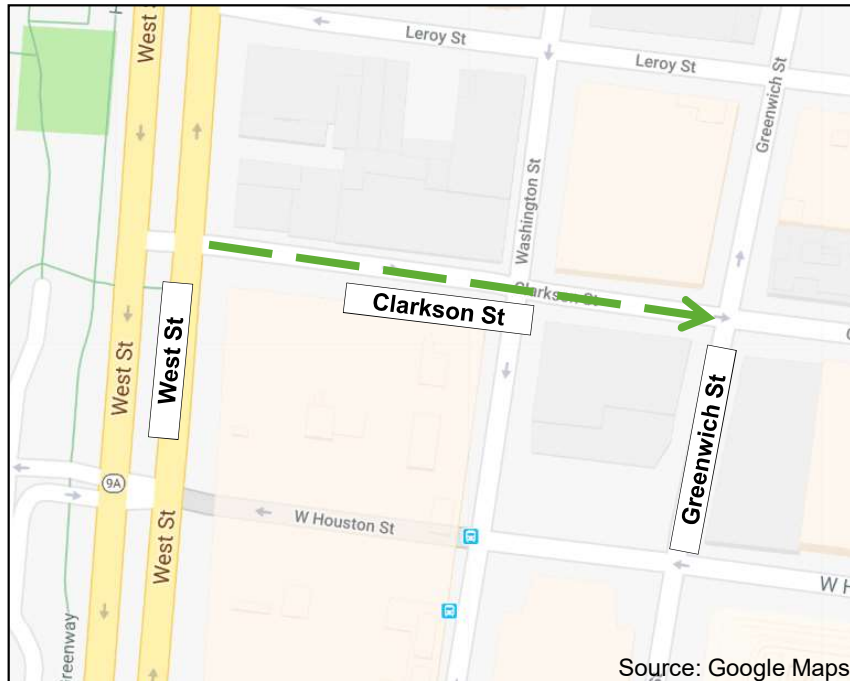 West St
Leroy St
Leroy St
Greenwich St
Washington St
Clarkson St
Clarkson St
West St
West St
Greenwich St
9A
W Houston St
West St
W H
Greenway
Source: Google Maps